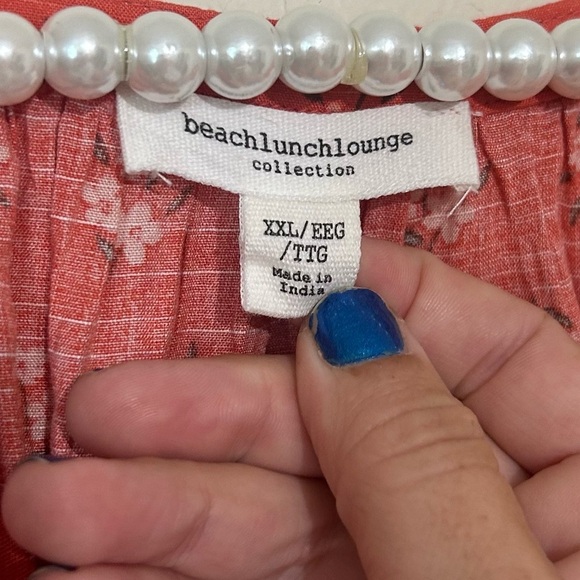 beachlunchlounge
collection
XXL/EEG
/TTG
Made in
India